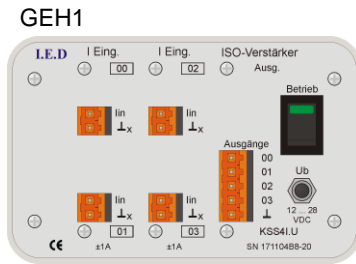 GEH1
I.E.D I Eing. I Eing. ISO-Verstärker
00 02 Ausg.
Betrieb
Iin Iin
⊥x ⊥x
Ausgänge
00
01
02
03
⊥
Ub
12 ... 28
VDC
Iin Iin
⊥x ⊥x
01 03 KSS4I.U
CE ±1A ±1A SN 171104B8-20